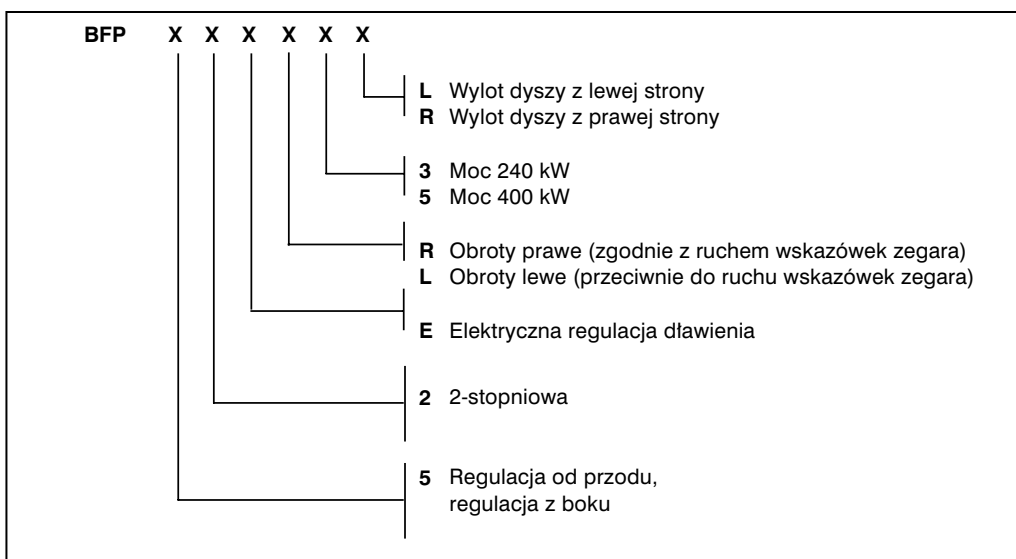 BFP X X X X X X
L Wylot dyszy z lewej strony
R Wylot dyszy z prawej strony
3 Moc 240 kW
5 Moc 400 kW
R Obroty prawe (zgodnie z ruchem wskazówek zegara)
L Obroty lewe (przeciwnie do ruchu wskazówek zegara)
E Elektryczna regulacja dławienia
2 2-stopniowa
5 Regulacja od przodu,
regulacja z boku